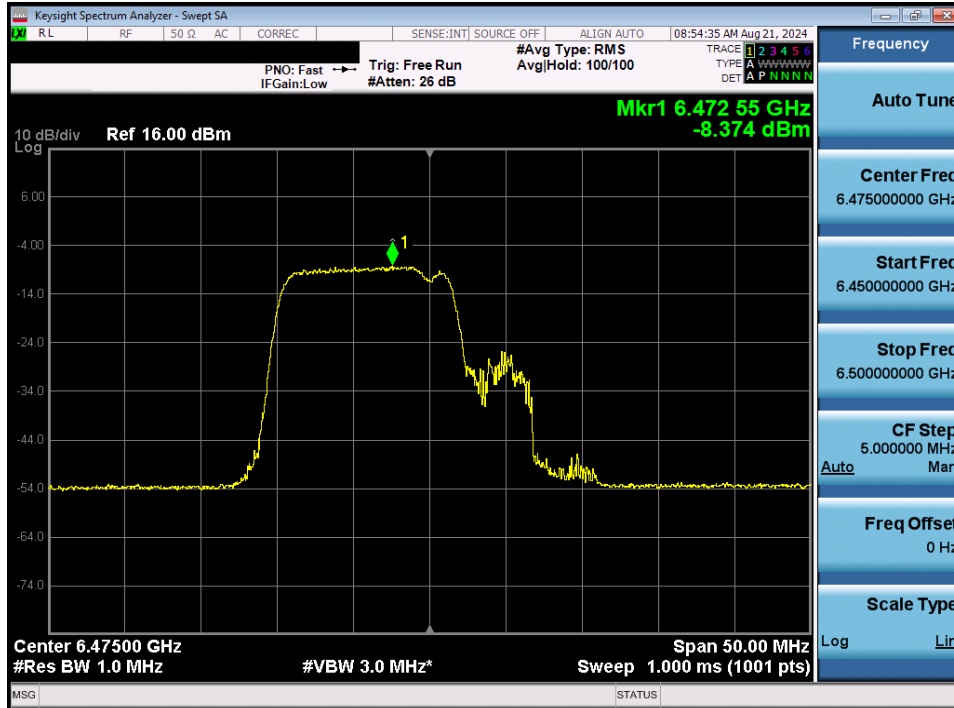 Keysight Spectrum Analyzer - Swept SA
LXI RL RF 50 Ω AC CORREC SENSE:INT SOURCE OFF ALIGN AUTO 08:54:35 AM Aug 21, 2024
PNO: Fast Trig: Free Run #Avg Type: RMS TRACE 1 2 3 4 5 6
IFGain:Low #Atten: 26 dB Avg|Hold: 100/100 TYPE A WWWWW
DET A P N N N N
Mkr1 6.472 55 GHz
-8.374 dBm
10 dB/div Ref 16.00 dBm
Log
6.00
-4.00
1
-14.0
-24.0
-34.0
-44.0
-54.0
-64.0
-74.0
Center 6.47500 GHz Span 50.00 MHz
#Res BW 1.0 MHz #VBW 3.0 MHz* Sweep 1.000 ms (1001 pts)
MSG STATUS
Frequency
Auto Tune
Center Freq
6.475000000 GHz
Start Freq
6.450000000 GHz
Stop Freq
6.500000000 GHz
CF Step
5.000000 MHz
Auto Man
Freq Offset
0 Hz
Scale Type
Log Lin